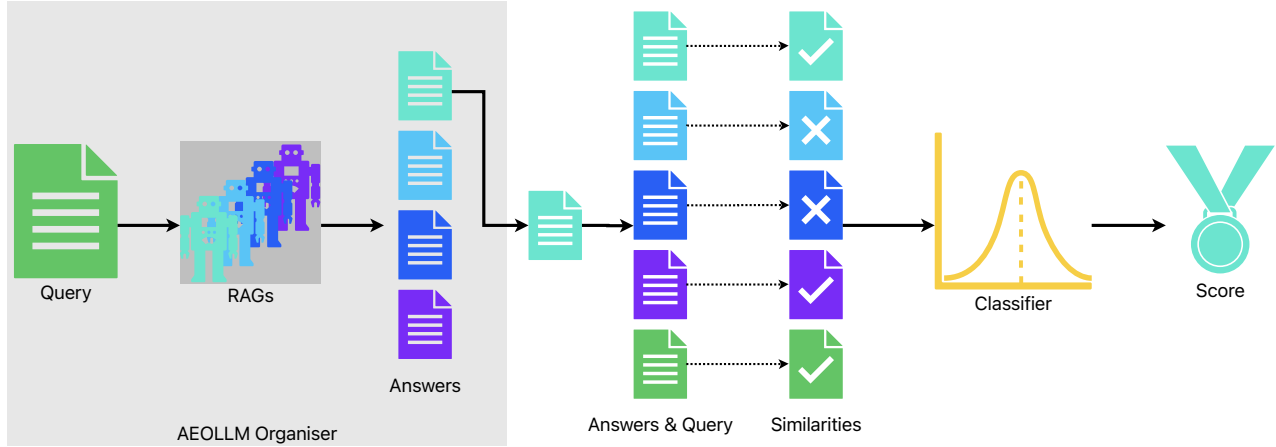 Query
RAGs
Answers
AEOLLM Organiser
Answers & Query
Similarities
Classifier
Score